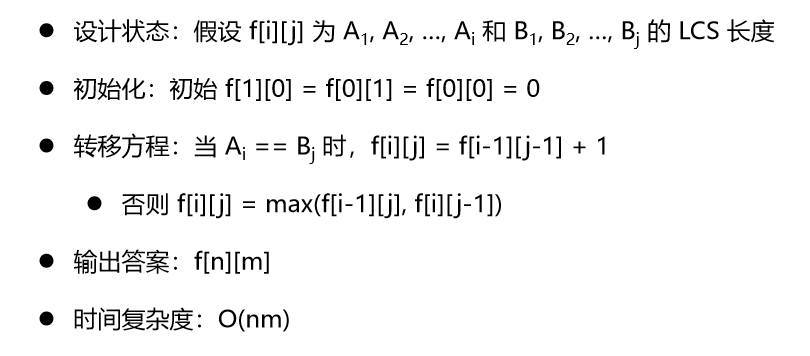 ● 设计状态：假设 f[i][j] 为 A₁, A₂, ..., Aᵢ 和 B₁, B₂, ..., Bⱼ 的 LCS 长度
● 初始化：初始 f[1][0] = f[0][1] = f[0][0] = 0
● 转移方程：当 Aᵢ == Bⱼ 时，f[i][j] = f[i-1][j-1] + 1
● 否则 f[i][j] = max(f[i-1][j], f[i][j-1])
● 输出答案：f[n][m]
● 时间复杂度：O(nm)